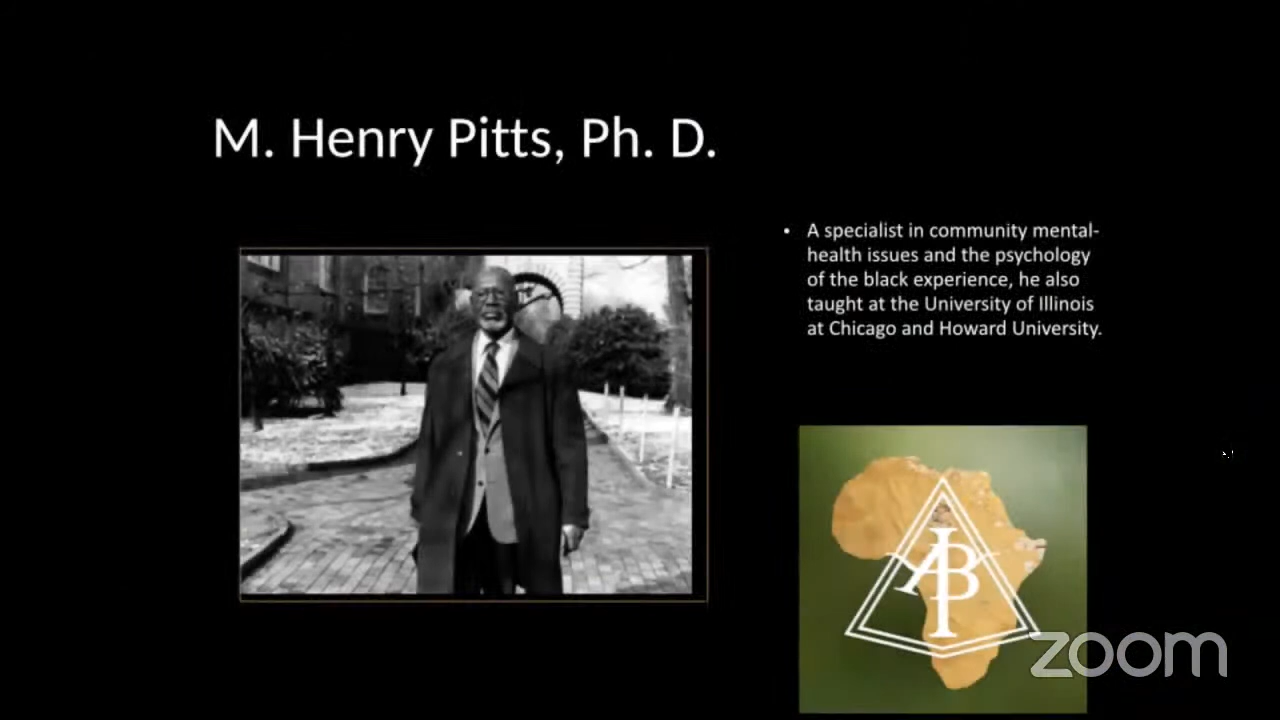 M. Henry Pitts, Ph. D.
• A specialist in community mental-
health issues and the psychology
of the black experience, he also
taught at the University of Illinois
at Chicago and Howard University.
ABPI
zoom